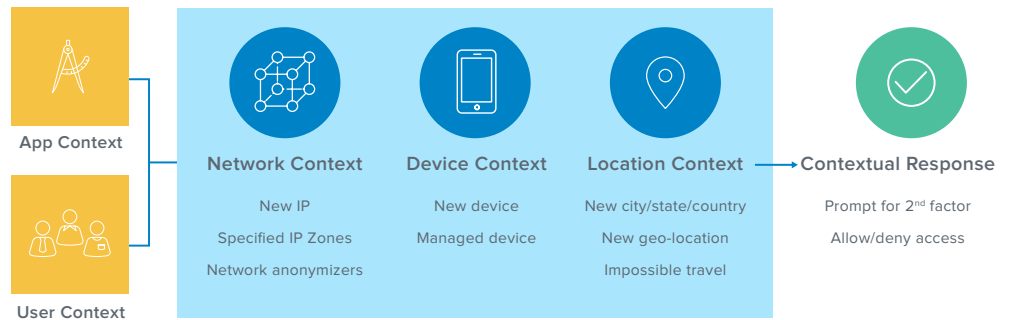 App Context
User Context
Network Context
New IP
Specified IP Zones
Network anonymizers
Device Context
New device
Managed device
Location Context
New city/state/country
New geo-location
Impossible travel
Contextual Response
Prompt for 2nd factor
Allow/deny access